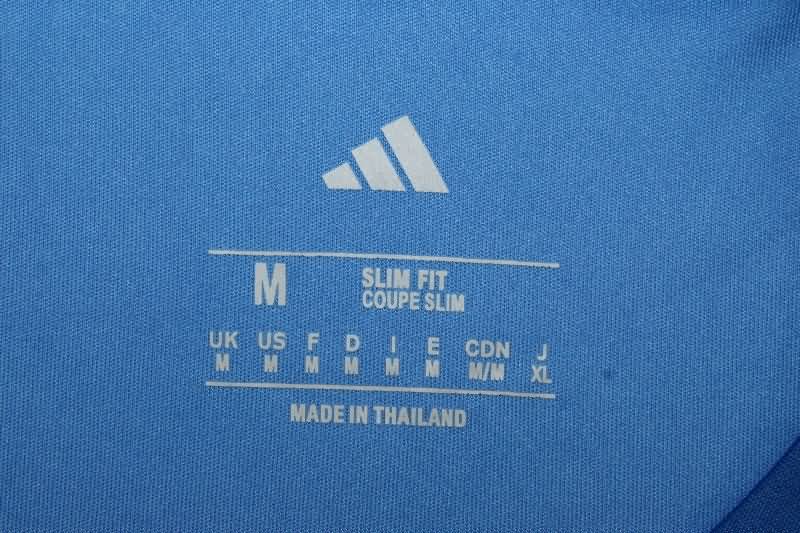 M
SLIM FIT
COUPE SLIM
UK US F D I E CDN J
M M M M M M M/M XL
MADE IN THAILAND